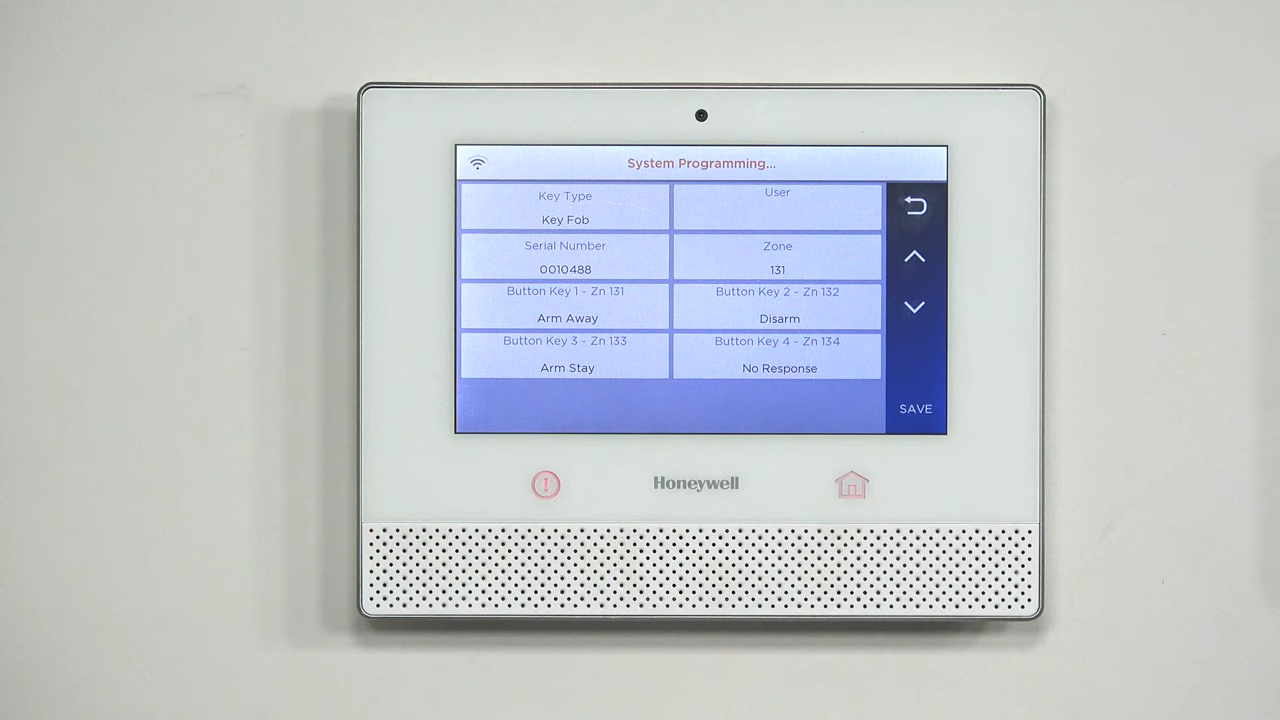 System Programming...
Key Type
Key Fob
User
Serial Number
0010488
Zone
131
Button Key 1 - Zn 131
Arm Away
Button Key 2 - Zn 132
Disarm
Button Key 3 - Zn 133
Arm Stay
Button Key 4 - Zn 134
No Response
SAVE
Honeywell